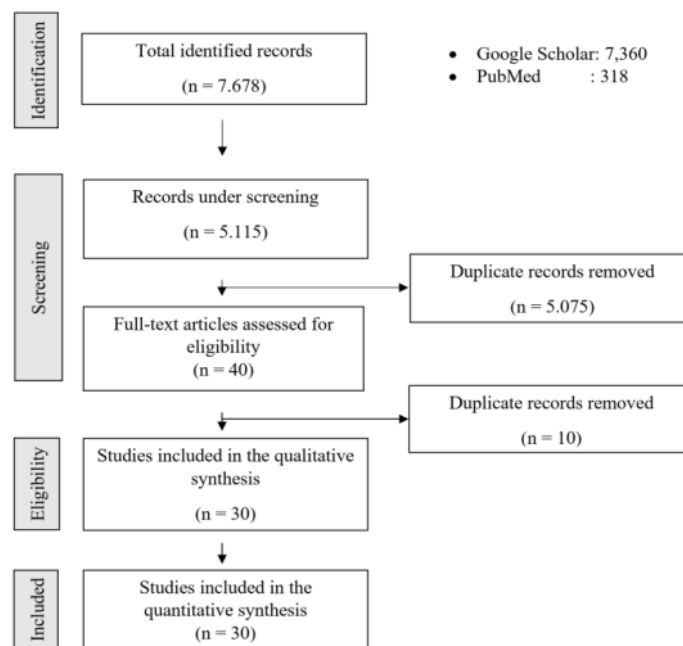 Identification
Total identified records
(n = 7.678)
• Google Scholar: 7,360
• PubMed : 318
Screening
Records under screening
(n = 5.115)
Duplicate records removed
(n = 5.075)
Full-text articles assessed for
eligibility
(n = 40)
Duplicate records removed
(n = 10)
Eligibility
Studies included in the qualitative
synthesis
(n = 30)
Included
Studies included in the
quantitative synthesis
(n = 30)